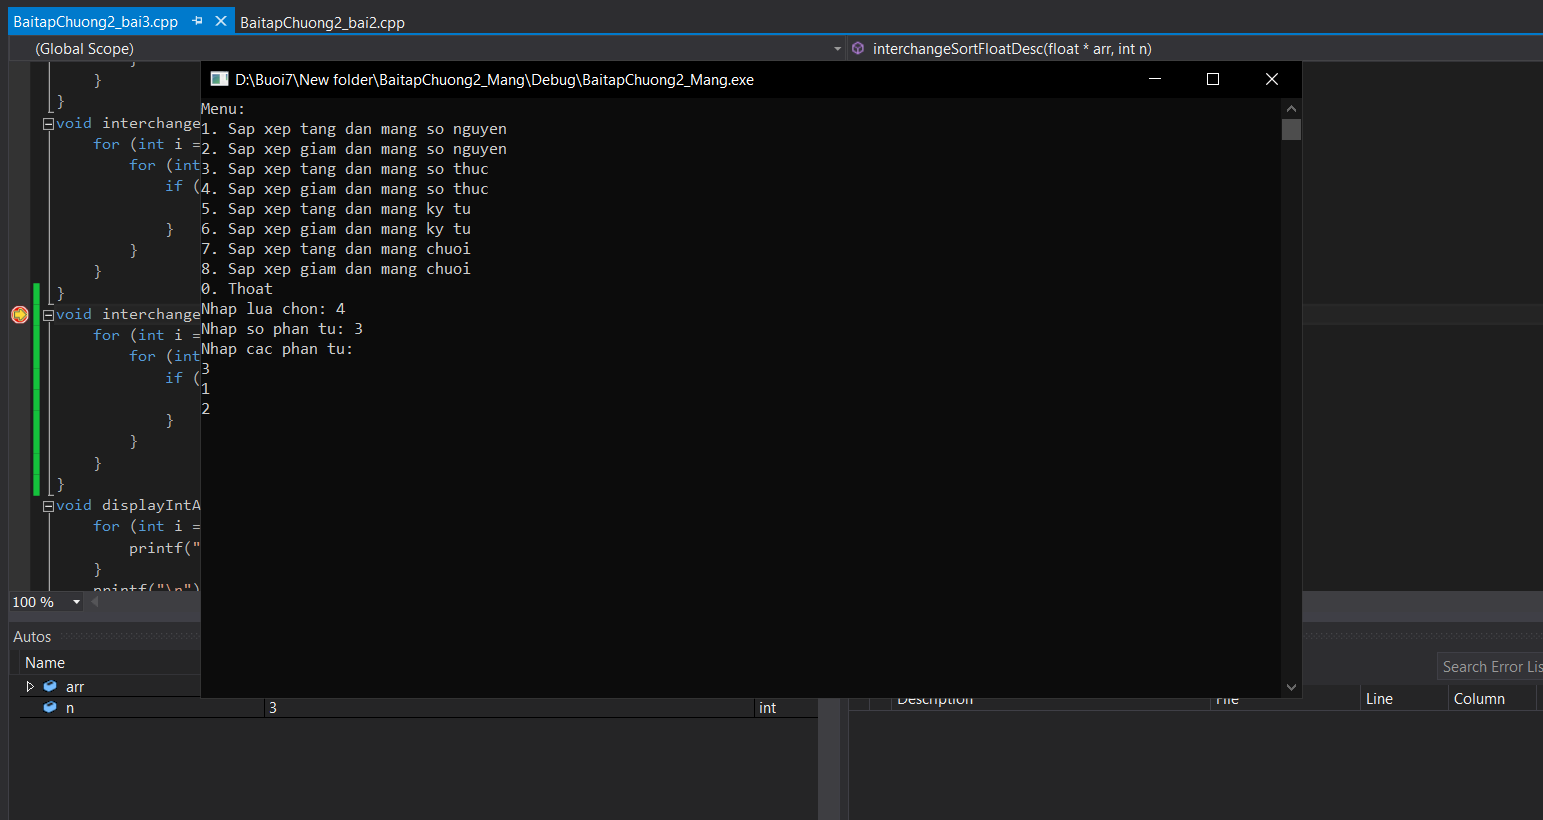 BaitapChuong2_bai3.cpp BaitapChuong2_bai2.cpp
(Global Scope) interchangeSortFloatDesc(float * arr, int n)
}
}
void interchange
for (int i =
for (int
if (
}
}
}
}
void interchange
for (int i =
for (int
if (
}
}
}
}
void displayIntA
for (int i =
printf("
}
printf("\n")
D:\Buoi7\New folder\BaitapChuong2_Mang\Debug\BaitapChuong2_Mang.exe
Menu:
1. Sap xep tang dan mang so nguyen
2. Sap xep giam dan mang so nguyen
3. Sap xep tang dan mang so thuc
4. Sap xep giam dan mang so thuc
5. Sap xep tang dan mang ky tu
6. Sap xep giam dan mang ky tu
7. Sap xep tang dan mang chuoi
8. Sap xep giam dan mang chuoi
0. Thoat
Nhap lua chon: 4
Nhap so phan tu: 3
Nhap cac phan tu:
3
1
2
100 %
Autos
Name
arr
n 3 int
Search Error Lis
Description File Line Column